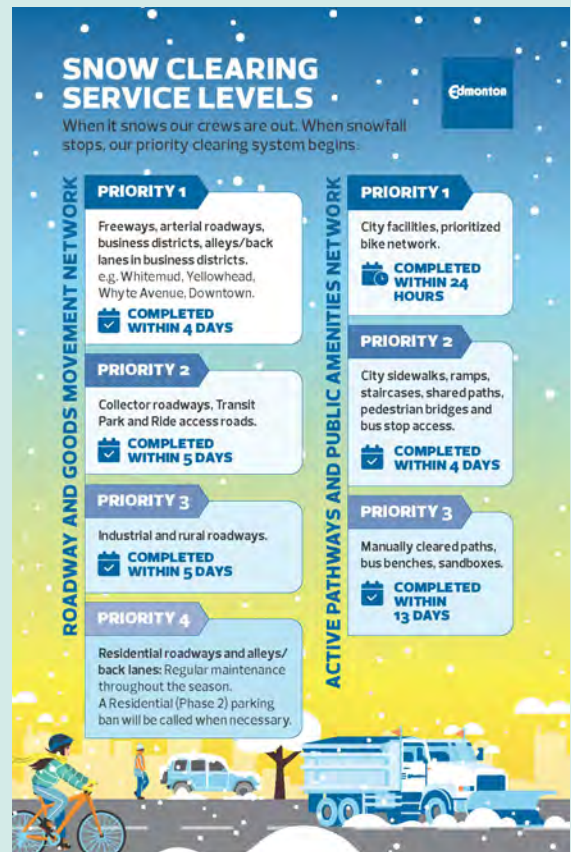 SNOW CLEARING
SERVICE LEVELS
Edmonton
When it snows our crews are out. When snowfall
stops, our priority clearing system begins.
ROADWAY AND GOODS MOVEMENT NETWORK
PRIORITY 1
Freeways, arterial roadways,
business districts, alleys/back
lanes in business districts.
e.g. Whitemud, Yellowhead,
Whyte Avenue, Downtown.
COMPLETED
WITHIN 4 DAYS
PRIORITY 2
Collector roadways, Transit
Park and Ride access roads.
COMPLETED
WITHIN 5 DAYS
PRIORITY 3
Industrial and rural roadways.
COMPLETED
WITHIN 5 DAYS
PRIORITY 4
Residential roadways and alleys/
back lanes: Regular maintenance
throughout the season.
A Residential (Phase 2) parking
ban will be called when necessary.
ACTIVE PATHWAYS AND PUBLIC AMENITIES NETWORK
PRIORITY 1
City facilities, prioritized
bike network.
COMPLETED
WITHIN 24
HOURS
PRIORITY 2
City sidewalks, ramps,
staircases, shared paths,
pedestrian bridges and
bus stop access.
COMPLETED
WITHIN 4 DAYS
PRIORITY 3
Manually cleared paths,
bus benches, sandboxes.
COMPLETED
WITHIN
13 DAYS